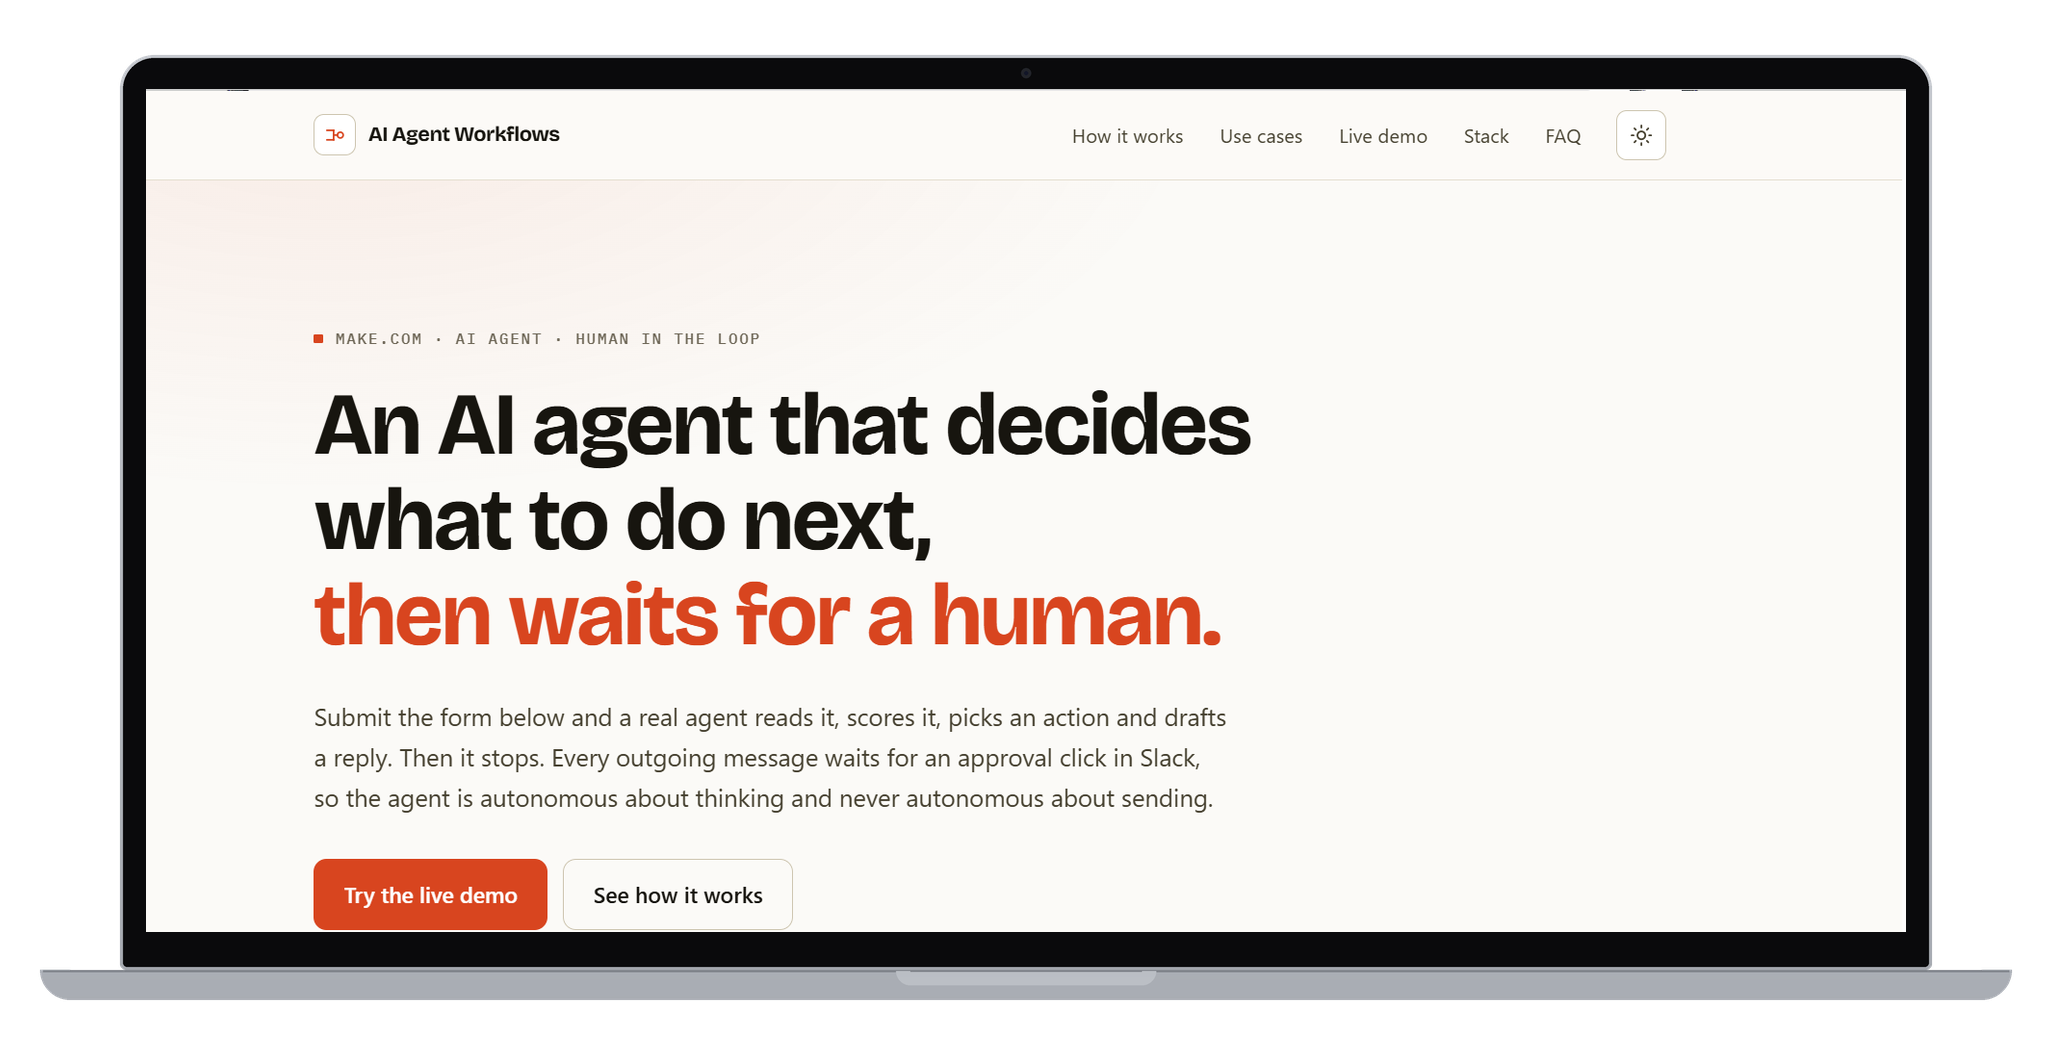 AI Agent Workflows
How it works Use cases Live demo Stack FAQ
MAKE.COM · AI AGENT · HUMAN IN THE LOOP
An AI agent that decides
what to do next,
then waits for a human.
Submit the form below and a real agent reads it, scores it, picks an action and drafts
a reply. Then it stops. Every outgoing message waits for an approval click in Slack,
so the agent is autonomous about thinking and never autonomous about sending.
Try the live demo See how it works